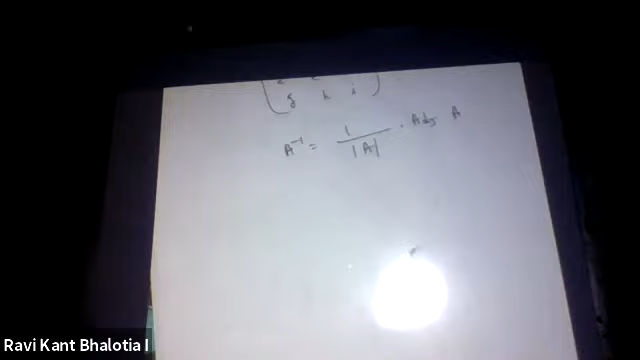 g h i
A⁻¹ = 1/|A| . Adj A
Ravi Kant Bhalotia I